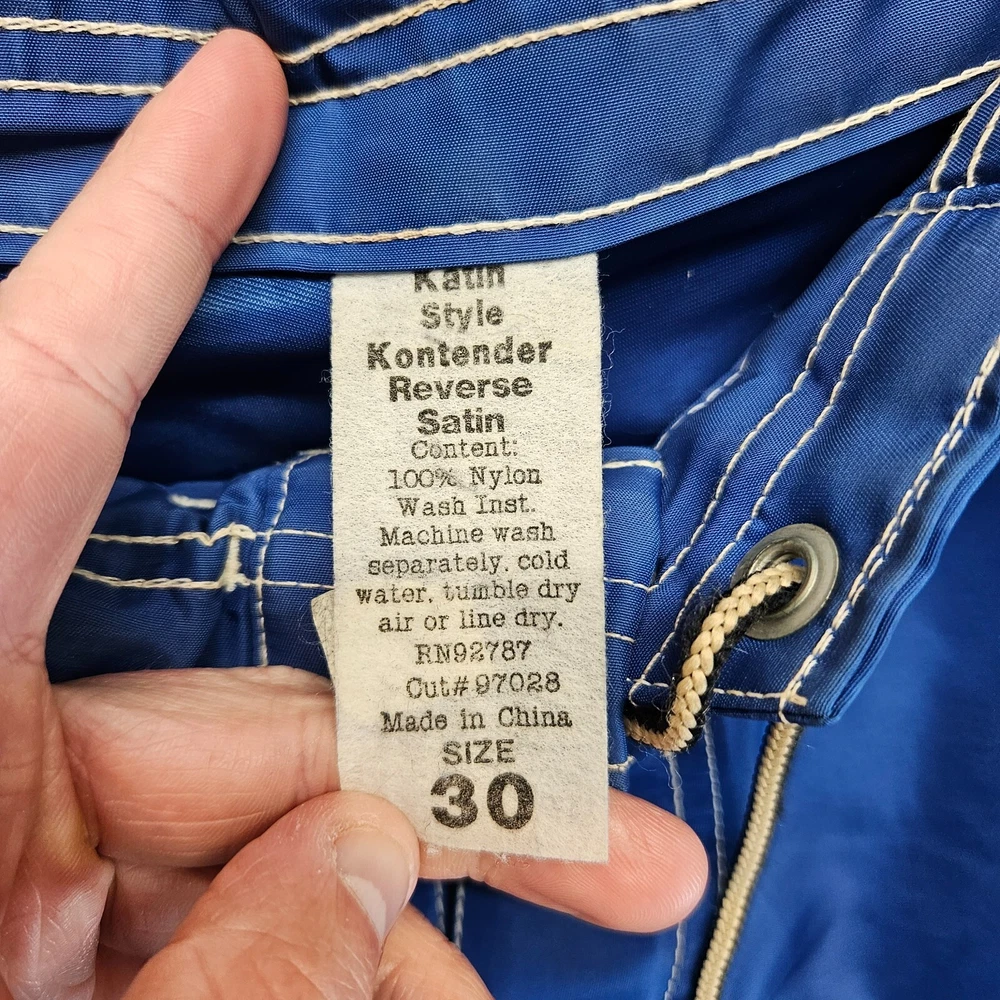 Katin
Style
Kontender
Reverse
Satin
Content:
100% Nylon
Wash Inst.
Machine wash
separately, cold
water, tumble dry
air or line dry.
RN92787
Cut# 97028
Made in China
SIZE
30